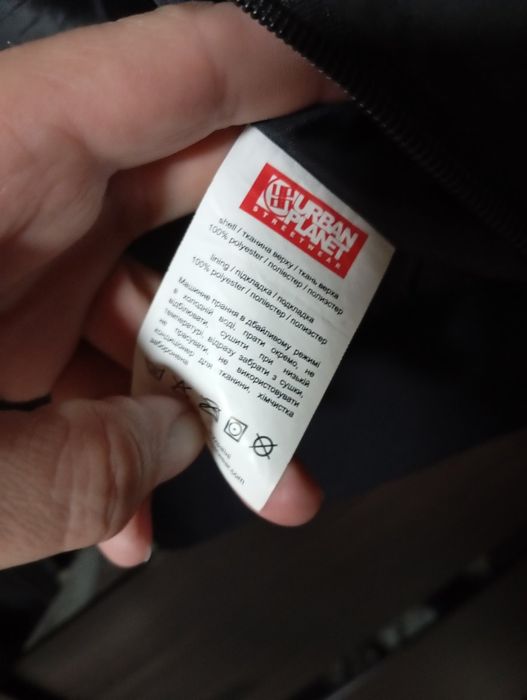 URBAN
PLANET
STREETWEAR
shell / тканина верху / ткань верха
100% polyester / поліестер / полиэстер
lining / підкладка / подкладка
100% polyester / поліестер / полиэстер
Машинне прання в дбайливому режимі
в холодній воді, прати окремо, не
відбілювати, сушити при низькій
температурі, відразу забрати з сушки,
не прасувати, не використовувати
кондиціонер для тканини, хімчистка
заборонена
.com